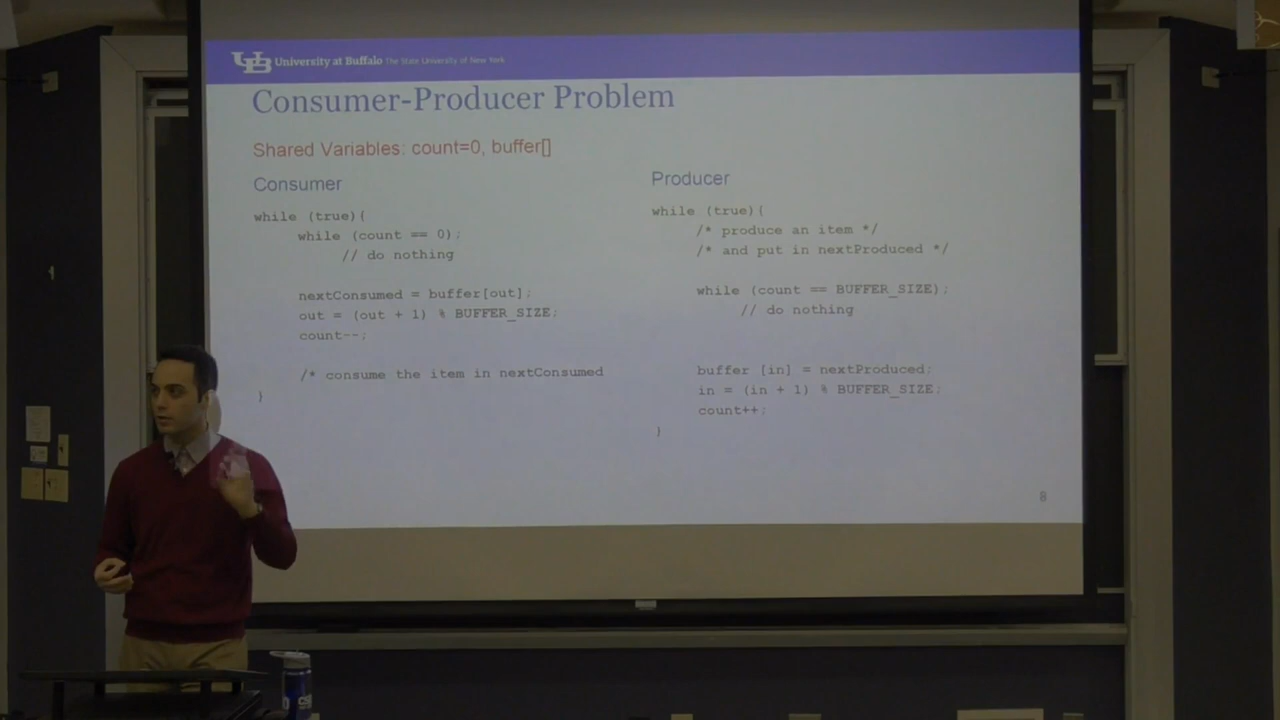 UB University at Buffalo The State University of New York
Consumer-Producer Problem
Shared Variables: count=0, buffer[]
Consumer
while (true){
while (count == 0);
// do nothing
nextConsumed = buffer[out];
out = (out + 1) % BUFFER_SIZE;
count--;
/* consume the item in nextConsumed
}
Producer
while (true){
/* produce an item */
/* and put in nextProduced */
while (count == BUFFER_SIZE);
// do nothing
buffer [in] = nextProduced;
in = (in + 1) % BUFFER_SIZE;
count++;
}
8